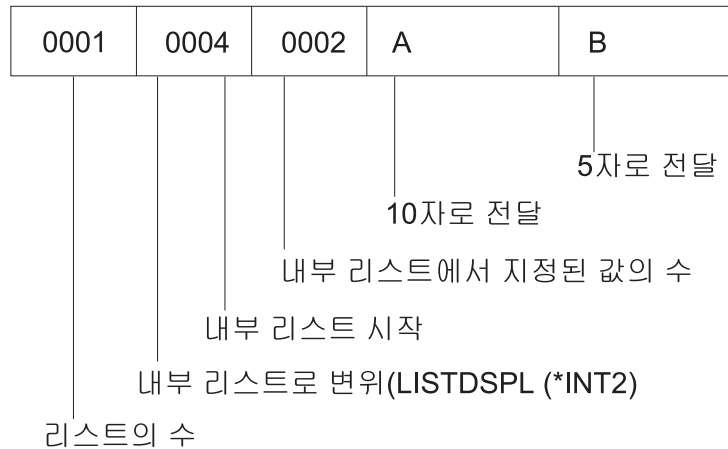 0001 0004 0002 A B
5자로 전달
10자로 전달
내부 리스트에서 지정된 값의 수
내부 리스트 시작
내부 리스트로 변위(LISTDSPL (*INT2)
리스트의 수